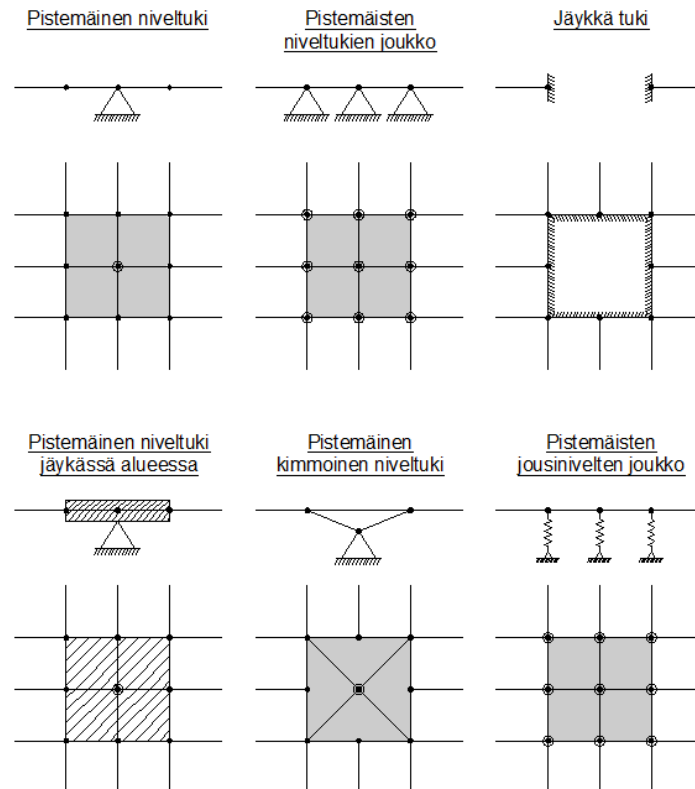 Pistemäinen niveltuki
Pistemäisten
niveltukien joukko
Jäykkä tuki
Pistemäinen niveltuki
jäykässä alueessa
Pistemäinen
kimmoinen niveltuki
Pistemäisten
jousinivelten joukko